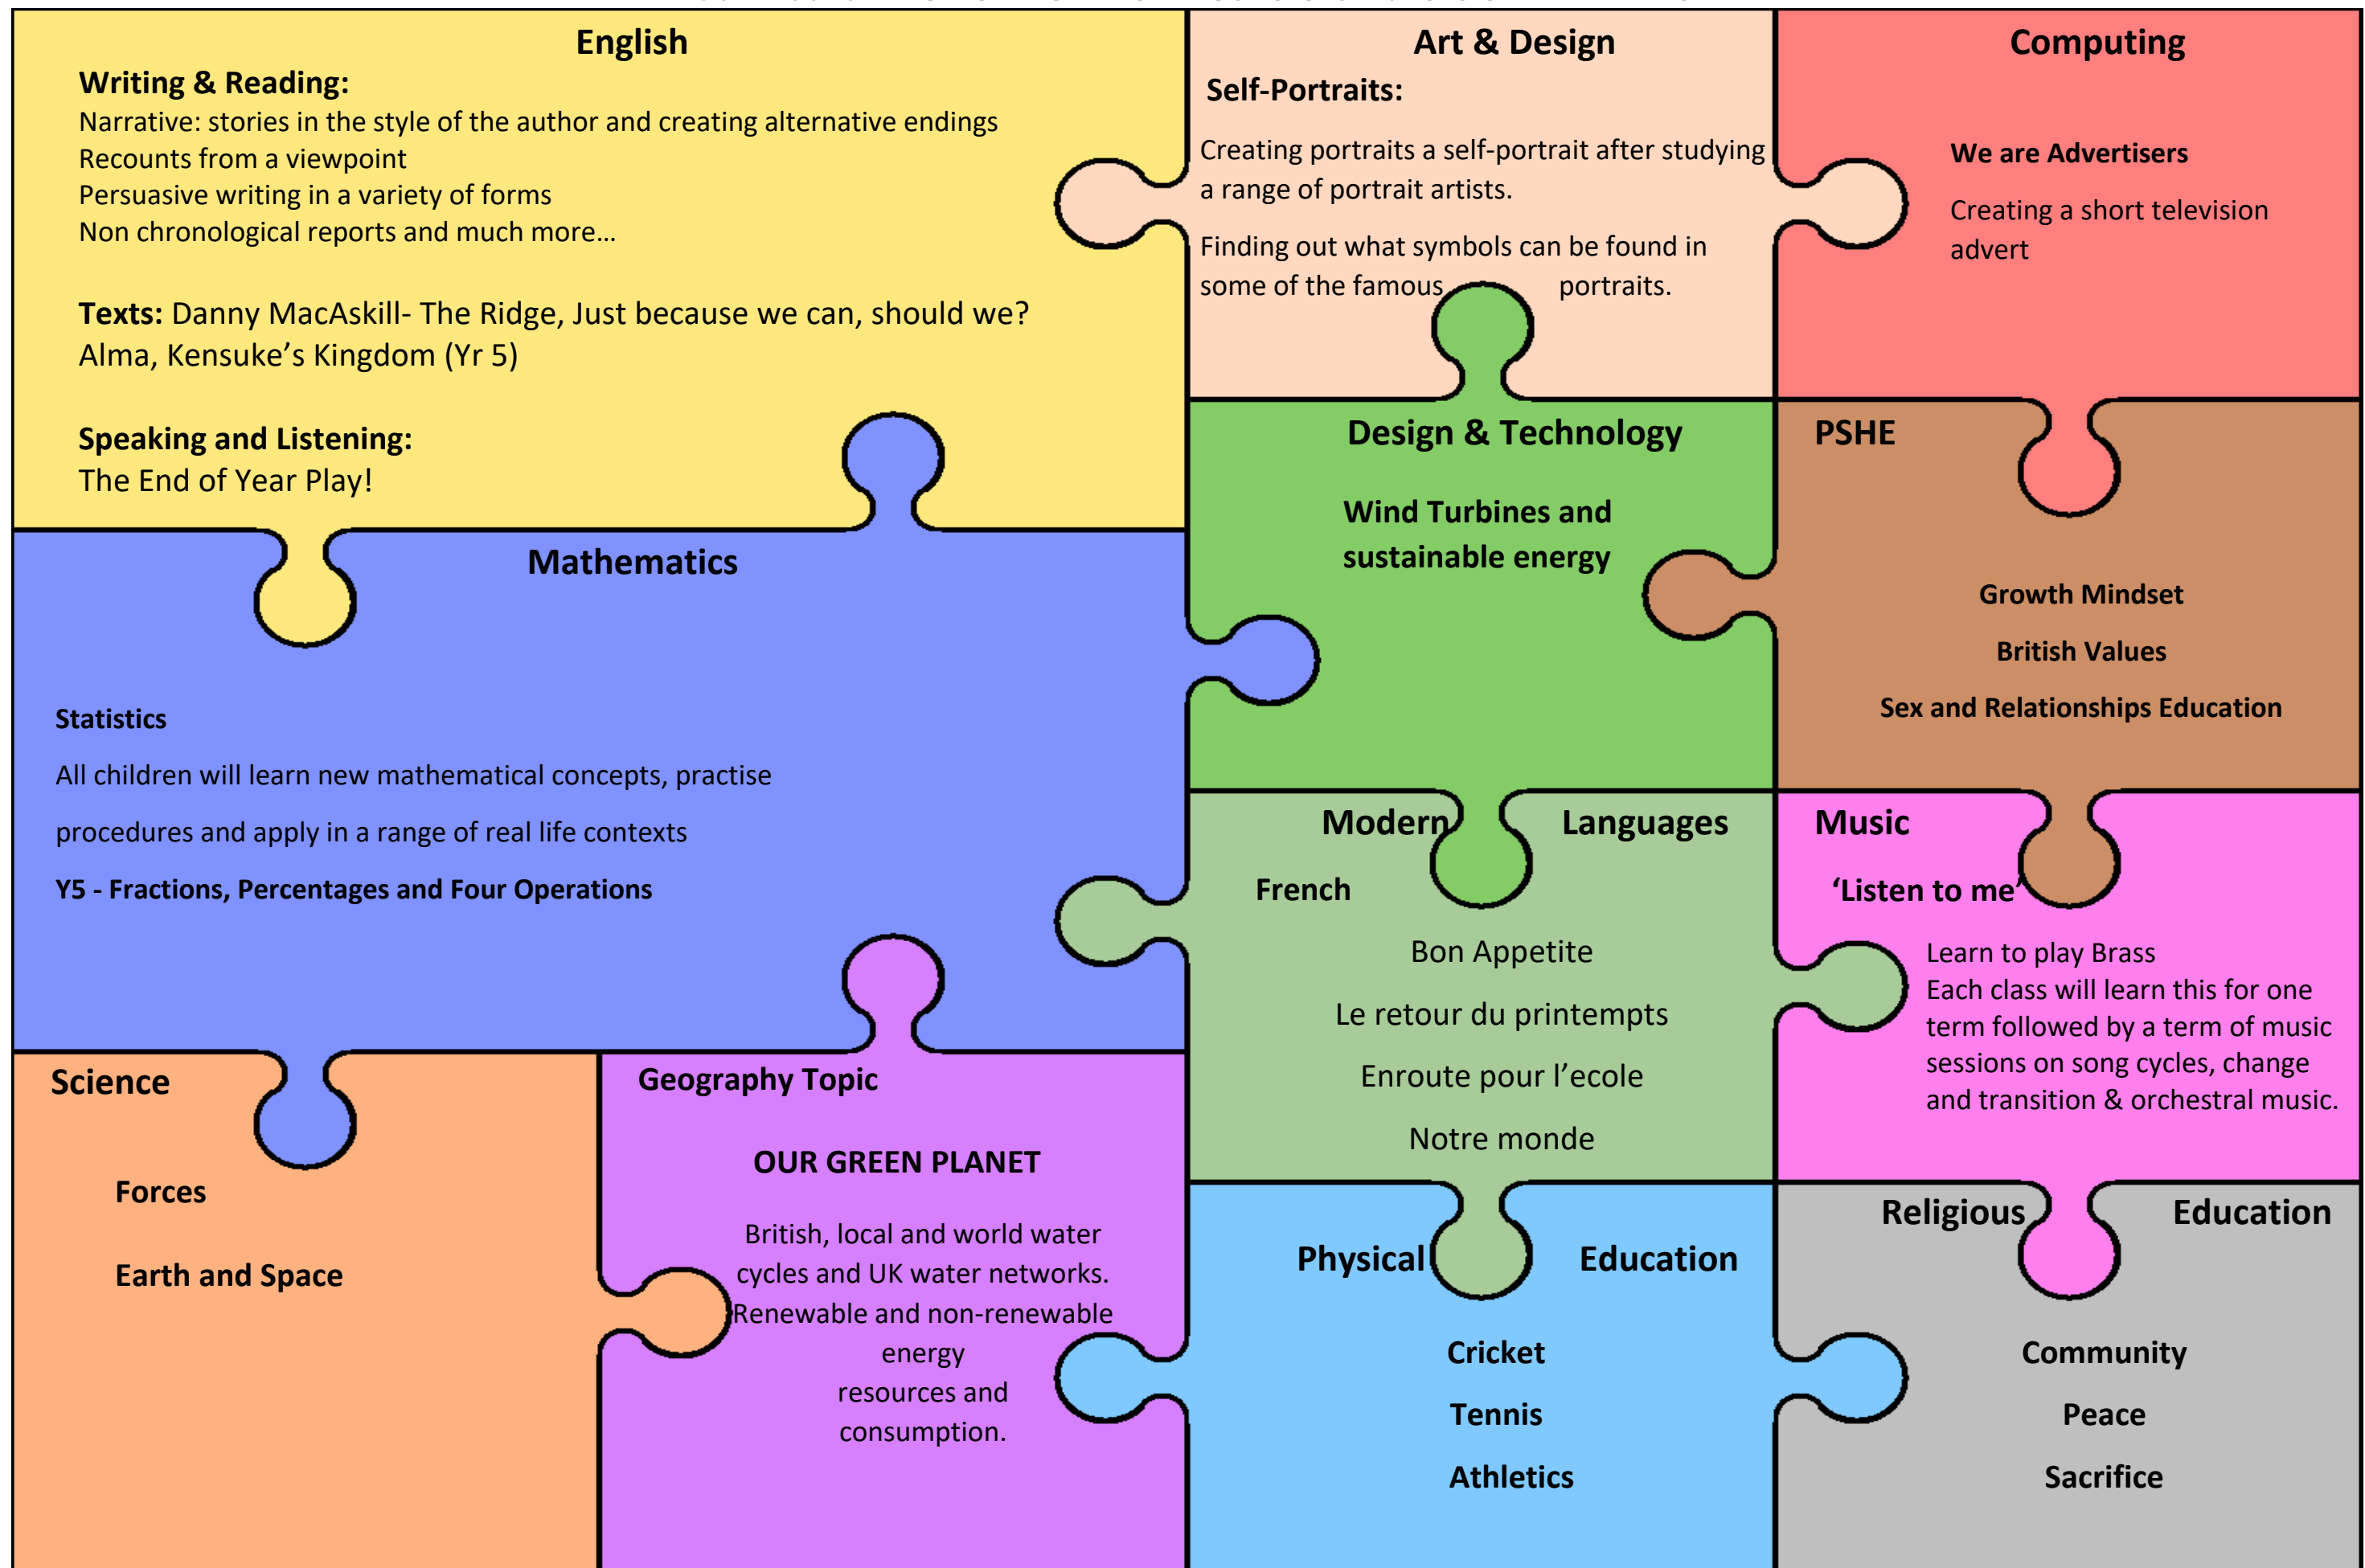 English
Writing & Reading:
Narrative: stories in the style of the author and creating alternative endings
Recounts from a viewpoint
Persuasive writing in a variety of forms
Non chronological reports and much more…
Texts: Danny MacAskill- The Ridge, Just because we can, should we?
Alma, Kensuke’s Kingdom (Yr 5)
Speaking and Listening:
The End of Year Play!
Art & Design
Self-Portraits:
Creating portraits a self-portrait after studying
a range of portrait artists.
Finding out what symbols can be found in
some of the famous portraits.
Computing
We are Advertisers
Creating a short television
advert
Mathematics
Statistics
All children will learn new mathematical concepts, practise
procedures and apply in a range of real life contexts
Y5 - Fractions, Percentages and Four Operations
Design & Technology
Wind Turbines and
sustainable energy
PSHE
Growth Mindset
British Values
Sex and Relationships Education
Modern Languages
French
Bon Appetite
Le retour du printempts
Enroute pour l’ecole
Notre monde
Music
‘Listen to me’
Learn to play Brass
Each class will learn this for one
term followed by a term of music
sessions on song cycles, change
and transition & orchestral music.
Science
Forces
Earth and Space
Geography Topic
OUR GREEN PLANET
British, local and world water
cycles and UK water networks.
Renewable and non-renewable
energy
resources and
consumption.
Physical Education
Cricket
Tennis
Athletics
Religious Education
Community
Peace
Sacrifice